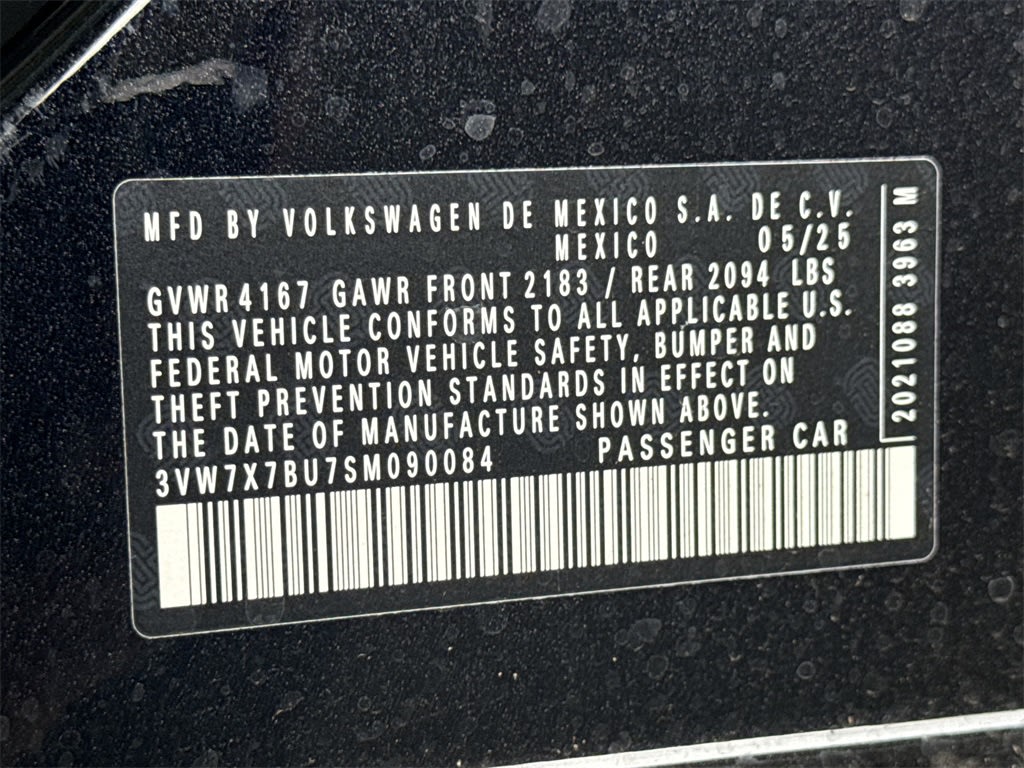 MFD BY VOLKSWAGEN DE MEXICO S.A. DE C.V.
MEXICO 05/25
GVWR 4167 GAWR FRONT 2183 / REAR 2094 LBS
THIS VEHICLE CONFORMS TO ALL APPLICABLE U.S.
FEDERAL MOTOR VEHICLE SAFETY, BUMPER AND
THEFT PREVENTION STANDARDS IN EFFECT ON
THE DATE OF MANUFACTURE SHOWN ABOVE.
3VW7X7BU7SM090084 PASSENGER CAR
2021088 3963 M